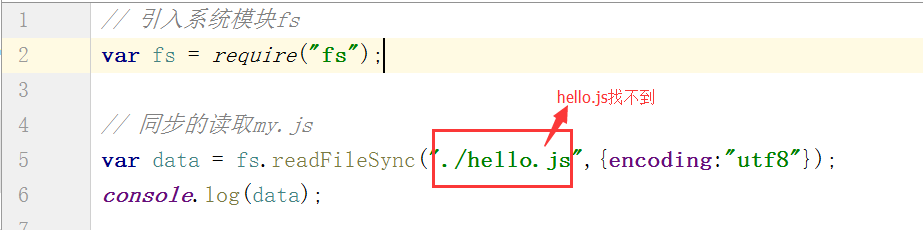 1 // 引入系统模块fs
2 var fs = require("fs");
3
hello.js找不到
4 // 同步的读取my.js
5 var data = fs.readFileSync("./hello.js",{encoding:"utf8"});
6 console.log(data);
7